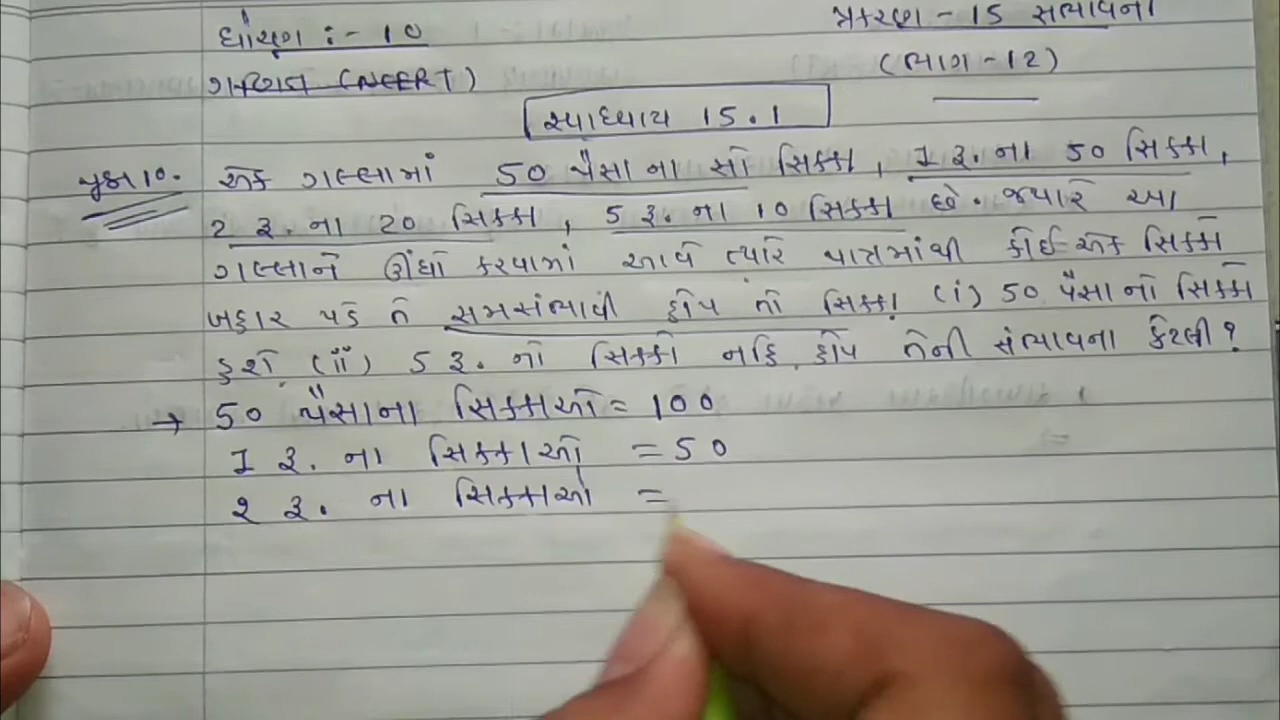 ધોરણ :- 10
પ્રકરણ - 15 સંભાવના
ગણિત (NCERT)
(ભાગ - 12)
સ્વાધ્યાય 15.1
પ્રશ્ન 10. એક ગલ્લામાં 50 પૈસા ના સો સિક્કા, 1 રૂ. ના 50 સિક્કા,
2 રૂ. ના 20 સિક્કા, 5 રૂ. ના 10 સિક્કા છે. જ્યારે આ
ગલ્લાને ઊંધો કરવામાં આવે ત્યારે પાત્રમાંથી કોઈ એક સિક્કો
બહાર પડે તે સમસંભાવી હોય તો સિક્કા (i) 50 પૈસા નો સિક્કો
હશે (ii) 5 રૂ. નો સિક્કો નહિ હોય તેની સંભાવના કેટલી?
→ 50 પૈસાના સિક્કાઓ = 100
1 રૂ. ના સિક્કાઓ = 50
2 રૂ. ના સિક્કાઓ =